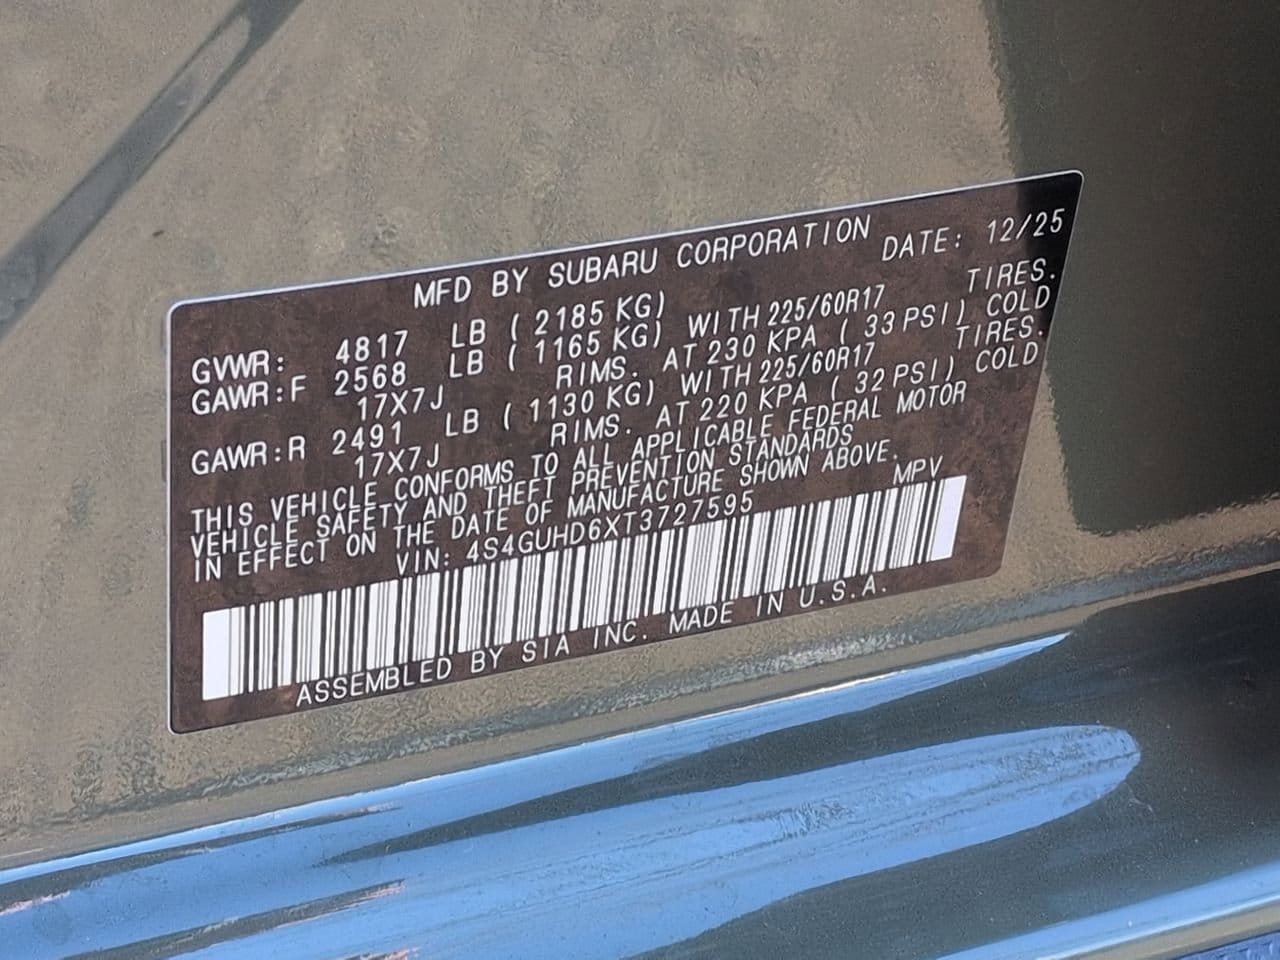 MFD BY SUBARU CORPORATION DATE: 12/25
GVWR: 4817 LB ( 2185 KG)
GAWR:F 2568 LB ( 1165 KG) WITH 225/60R17 TIRES.
17X7J RIMS. AT 230 KPA ( 33 PSI) COLD
GAWR:R 2491 LB ( 1130 KG) WITH 225/60R17 TIRES.
17X7J RIMS. AT 220 KPA ( 32 PSI) COLD
THIS VEHICLE CONFORMS TO ALL APPLICABLE FEDERAL MOTOR
VEHICLE SAFETY AND THEFT PREVENTION STANDARDS
IN EFFECT ON THE DATE OF MANUFACTURE SHOWN ABOVE.
VIN: 4S4GUHD6XT3727595 MPV
ASSEMBLED BY SIA INC. MADE IN U.S.A.